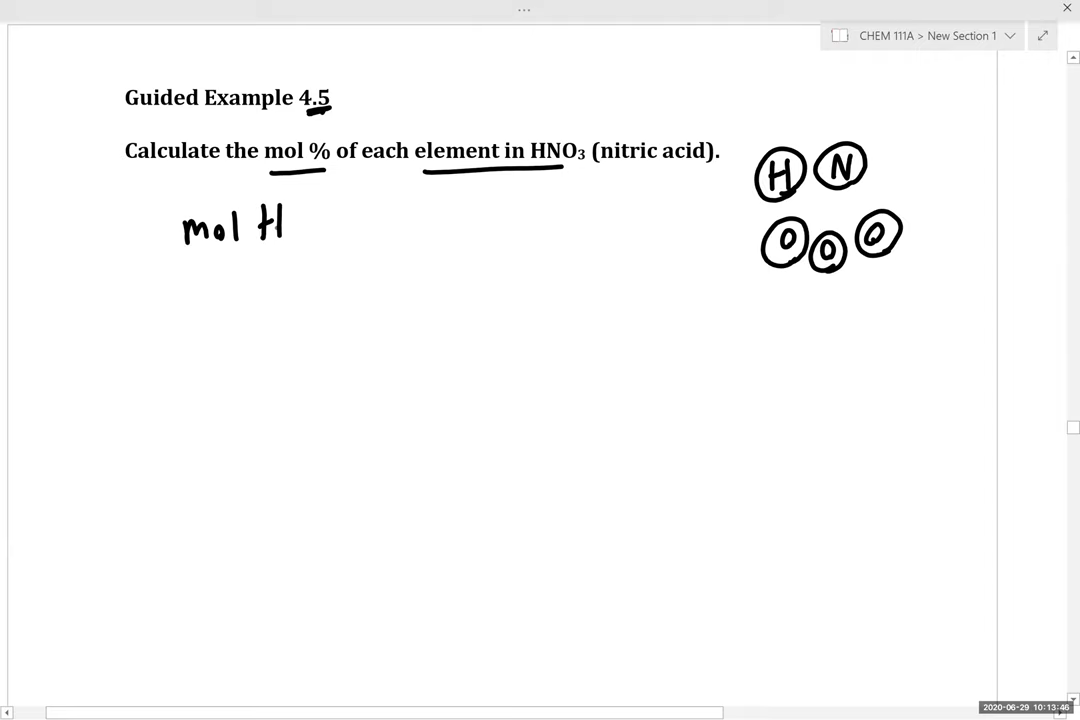 CHEM 111A > New Section 1
Guided Example 4.5
Calculate the mol % of each element in HNO₃ (nitric acid).
H N
mol H
O O O
2020-06-29 10:13:46